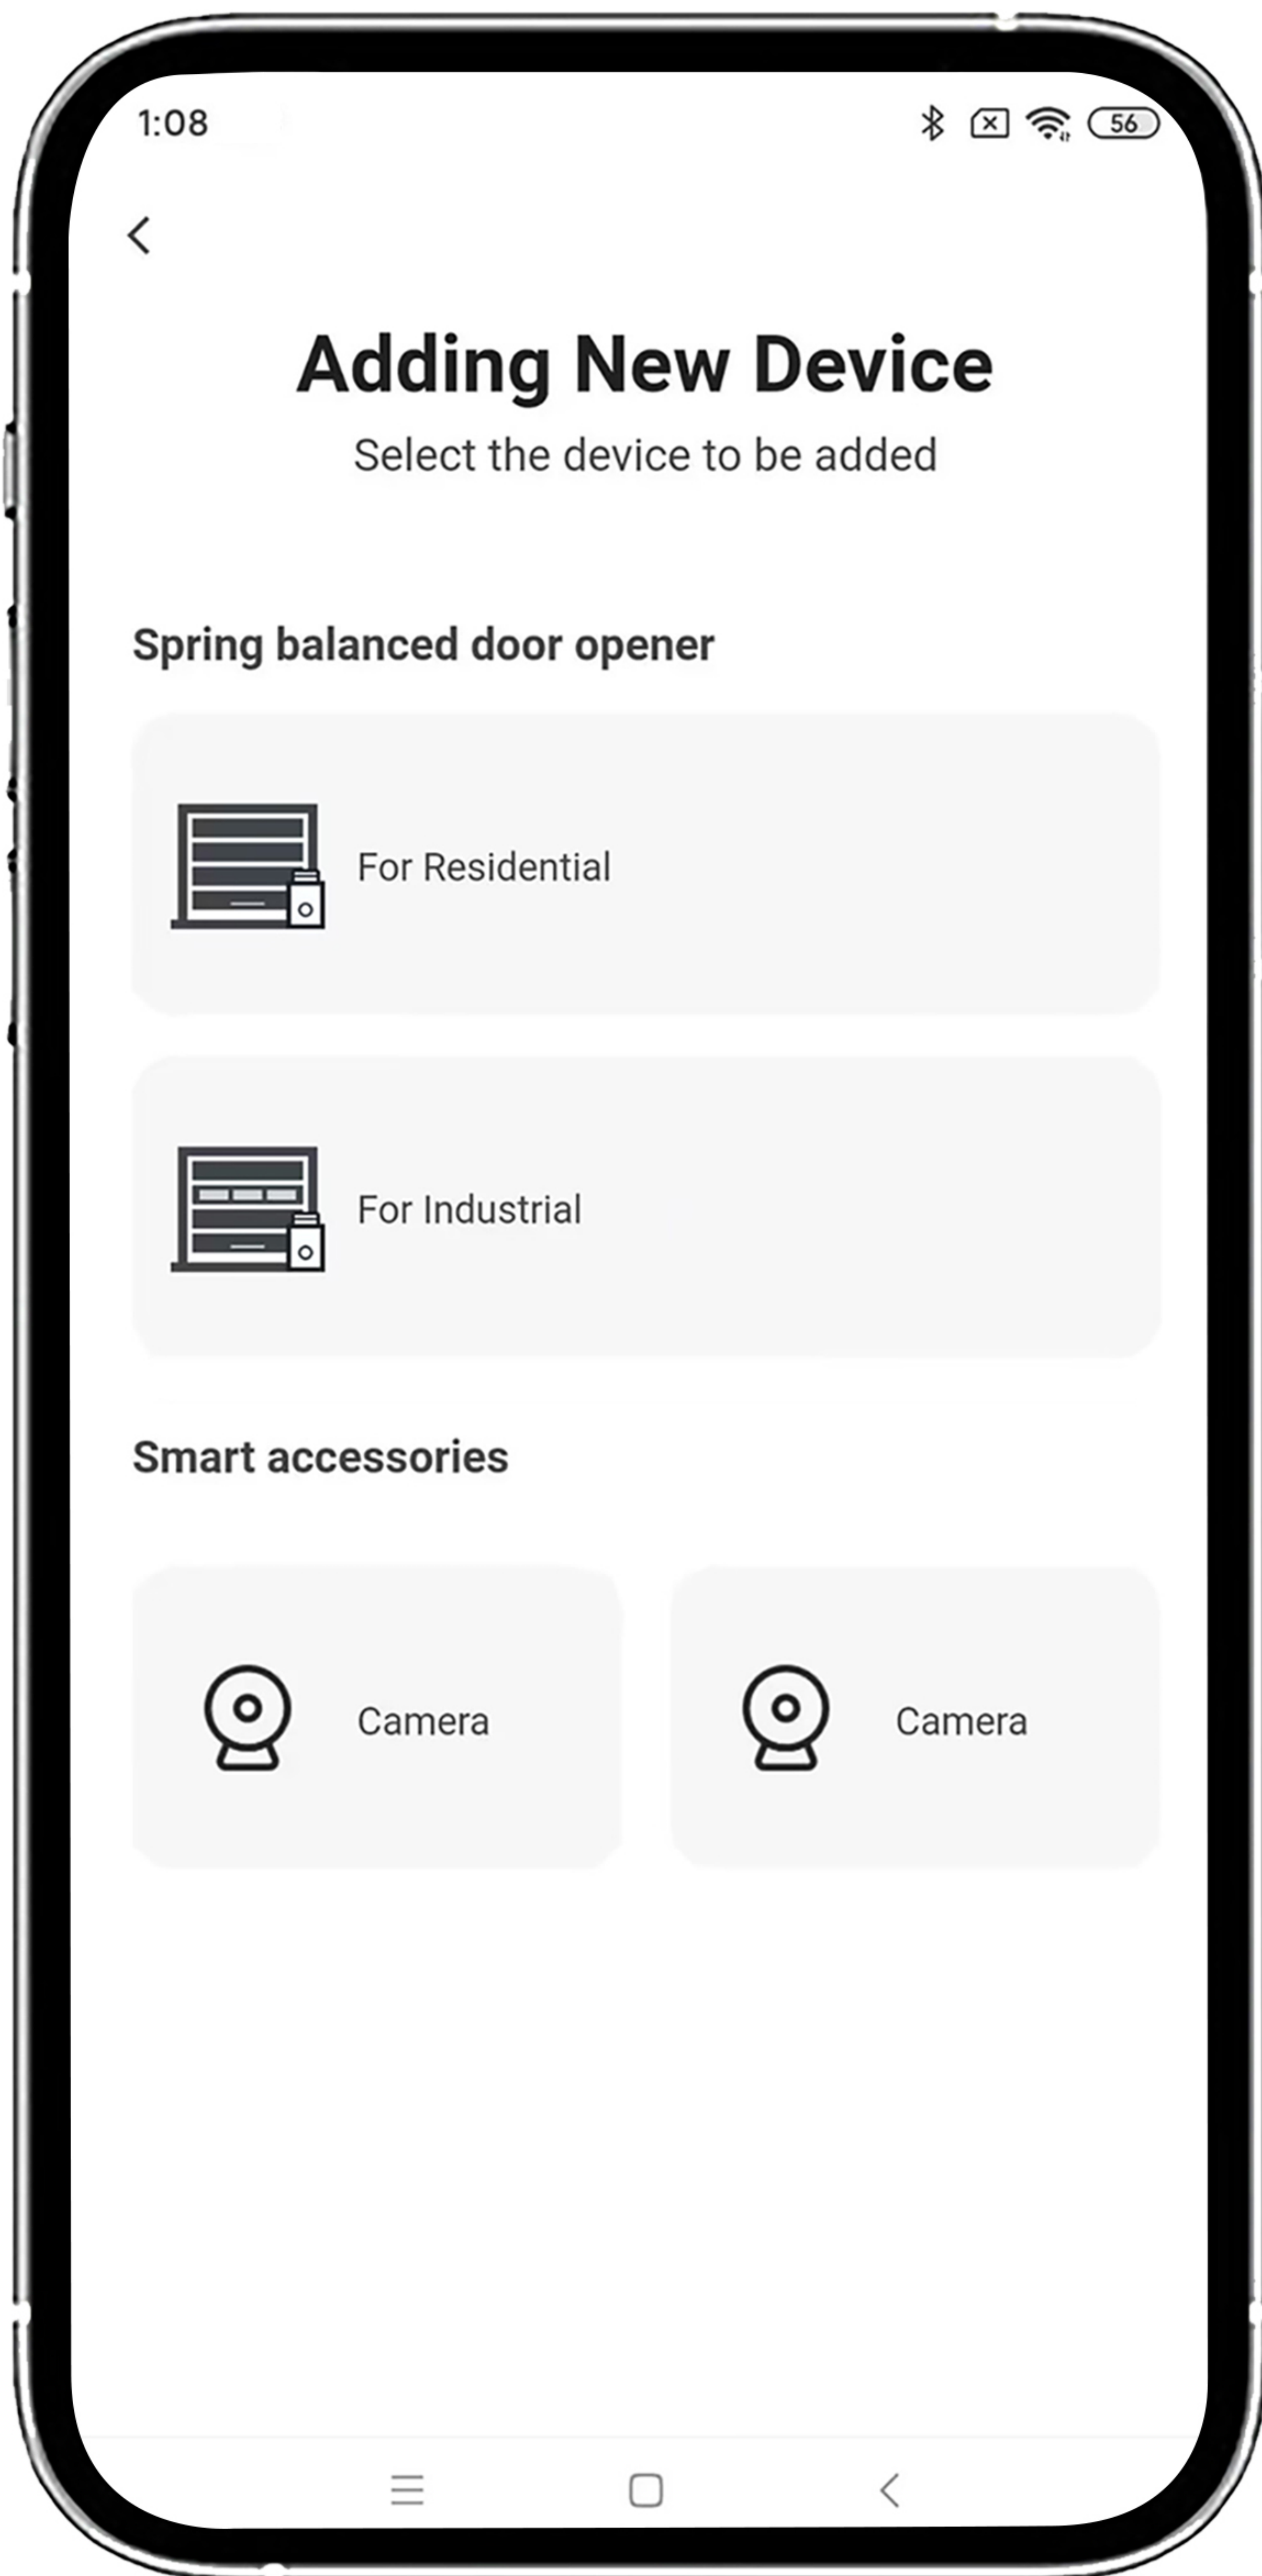 1:08
56
Adding New Device
Select the device to be added
Spring balanced door opener
For Residential
For Industrial
Smart accessories
Camera
Camera